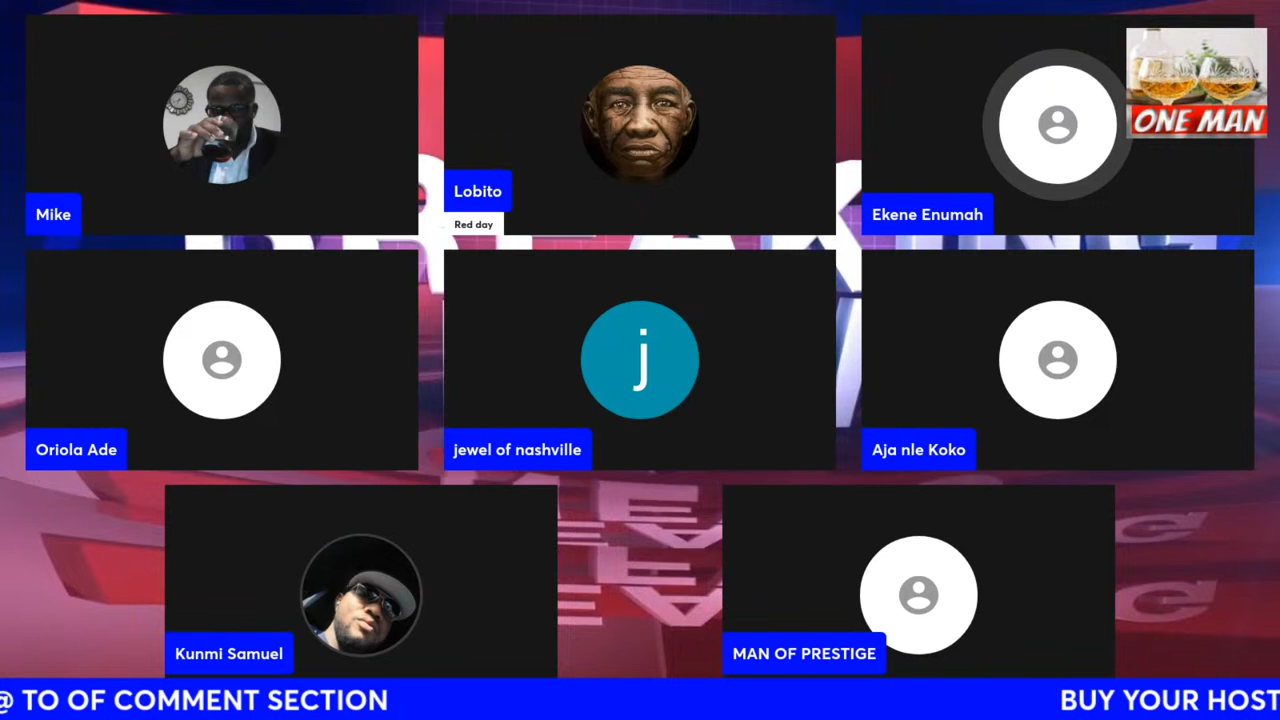 ONE MAN
Mike
Lobito
Red day
Ekene Enumah
Oriola Ade
j
jewel of nashville
Aja nle Koko
Kunmi Samuel
MAN OF PRESTIGE
@ TO OF COMMENT SECTION
BUY YOUR HOST